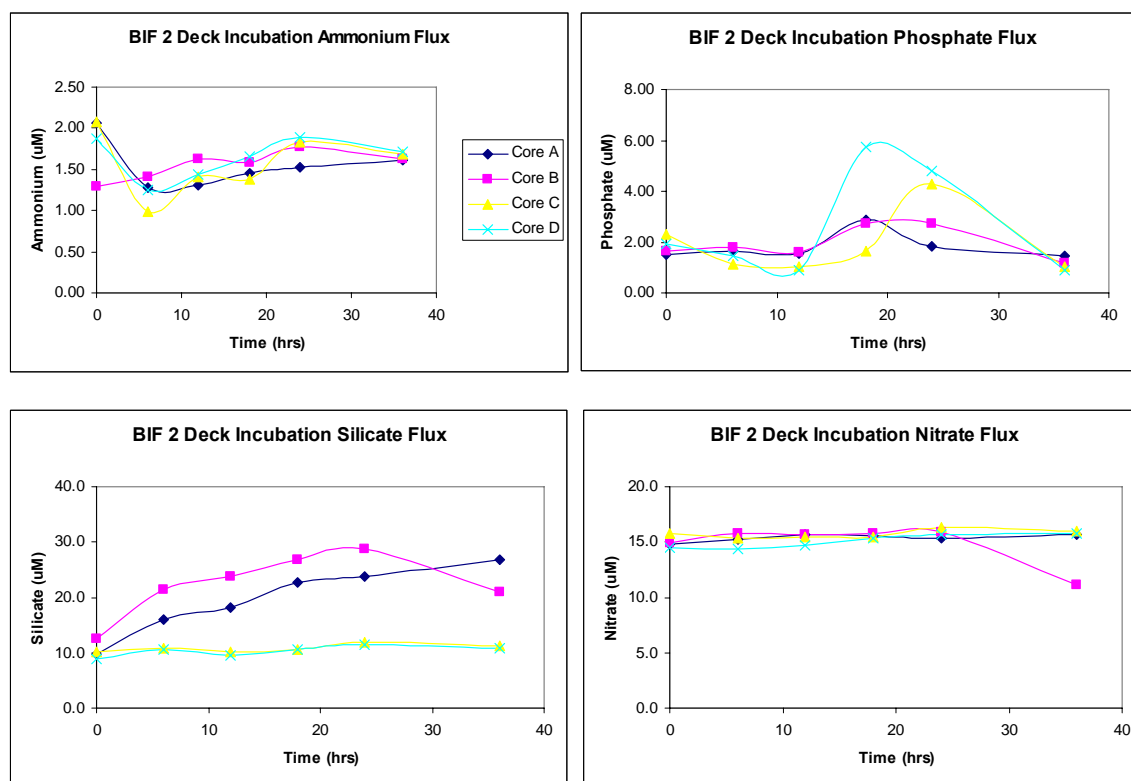 BIF 2 Deck Incubation Ammonium Flux
2.50
2.00
1.50
1.00
0.50
0.00
Ammonium (uM)
0 10 20 30 40
Time (hrs)
Core A
Core B
Core C
Core D
BIF 2 Deck Incubation Phosphate Flux
8.00
6.00
4.00
2.00
0.00
Phosphate (uM)
0 10 20 30 40
Time (hrs)
BIF 2 Deck Incubation Silicate Flux
40.0
30.0
20.0
10.0
0.0
Silicate (uM)
0 10 20 30 40
Time (hrs)
BIF 2 Deck Incubation Nitrate Flux
20.0
15.0
10.0
5.0
0.0
Nitrate (uM)
0 10 20 30 40
Time (hrs)